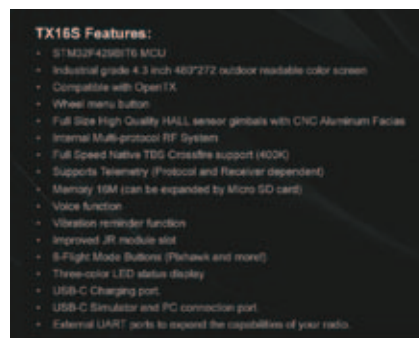 TX16S Features:
• STM32F429BIT6 MCU
• Industrial grade 4.3 inch 480*272 outdoor readable color screen
• Compatible with OpenTX
• Wheel menu button
• Full Size High Quality HALL sensor gimbals with CNC Aluminum Facias
• Internal Multi-protocol RF System
• Full Speed Native TBS Crossfire support (400K)
• Supports Telemetry (Protocol and Receiver dependent)
• Memory 16M (can be expanded by Micro SD card)
• Voice function
• Vibration reminder function
• Improved JR module slot
• 6-Flight Mode Buttons (Pixhawk and more!)
• Three-color LED status display
• USB-C Charging port.
• USB-C Simulator and PC connection port.
• External UART ports to expand the capabilities of your radio.